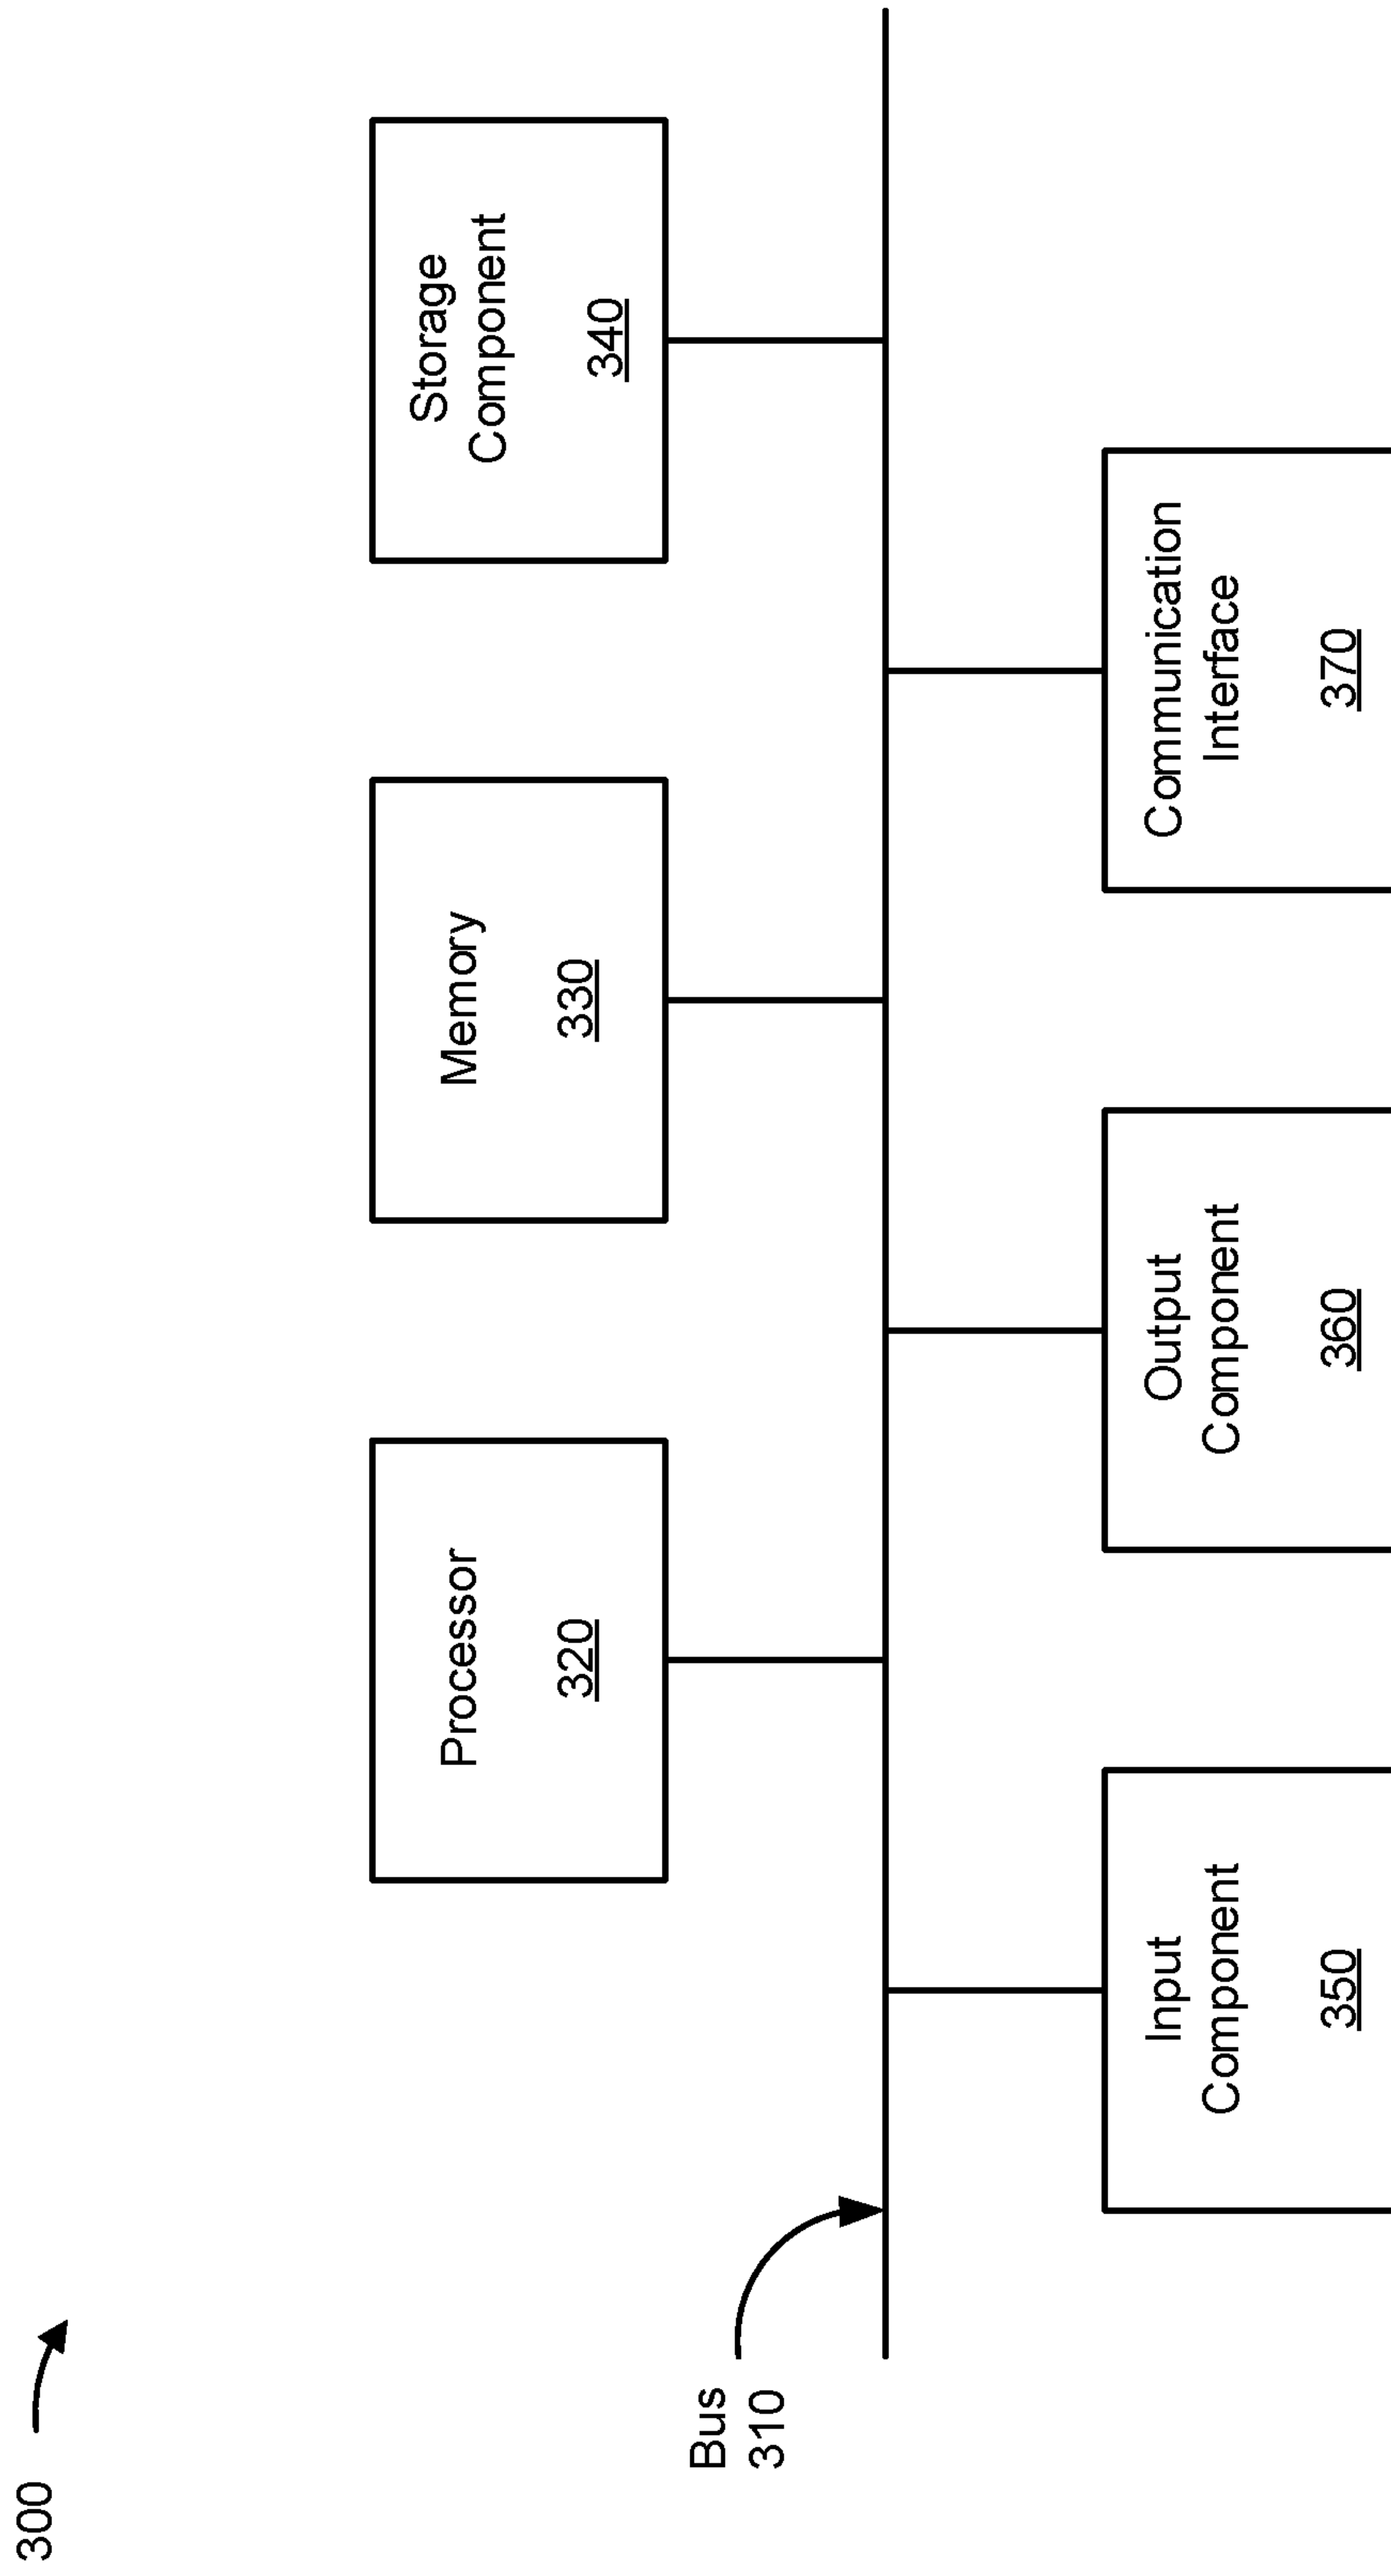 300
Processor
320
Memory
330
Storage
Component
340
Bus
310
Input
Component
350
Output
Component
360
Communication
Interface
370